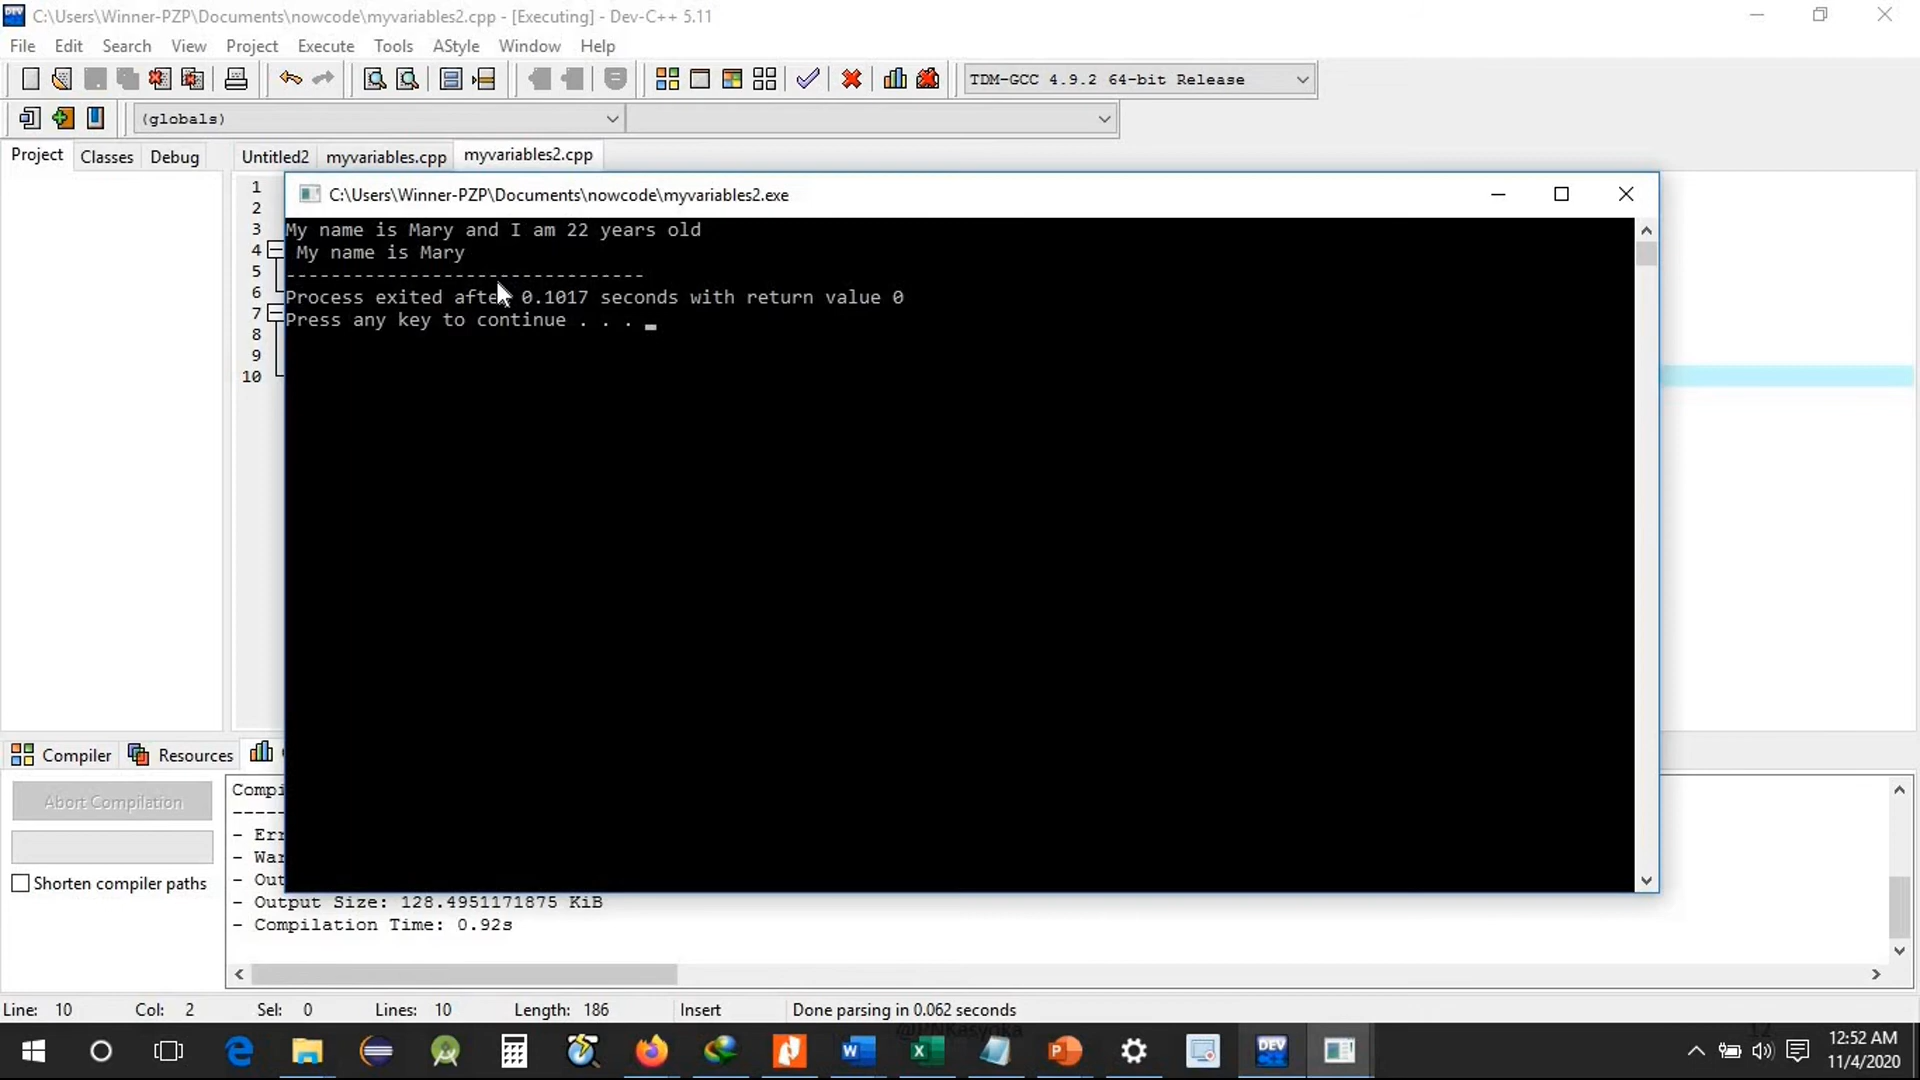 C:\Users\Winner-PZP\Documents\nowcode\myvariables2.cpp - [Executing] - Dev-C++ 5.11
File Edit Search View Project Execute Tools AStyle Window Help
TDM-GCC 4.9.2 64-bit Release
(globals)
Project Classes Debug Untitled2 myvariables.cpp myvariables2.cpp
C:\Users\Winner-PZP\Documents\nowcode\myvariables2.exe
1
2
3
4
5
6
7
8
9
10
My name is Mary and I am 22 years old
My name is Mary
--------------------------------
Process exited after 0.1017 seconds with return value 0
Press any key to continue . . .
Compiler Resources
Abort Compilation
Shorten compiler paths
- Output Size: 128.4951171875 KiB
- Compilation Time: 0.92s
Line: 10 Col: 2 Sel: 0 Lines: 10 Length: 186 Insert Done parsing in 0.062 seconds
12:52 AM
11/4/2020